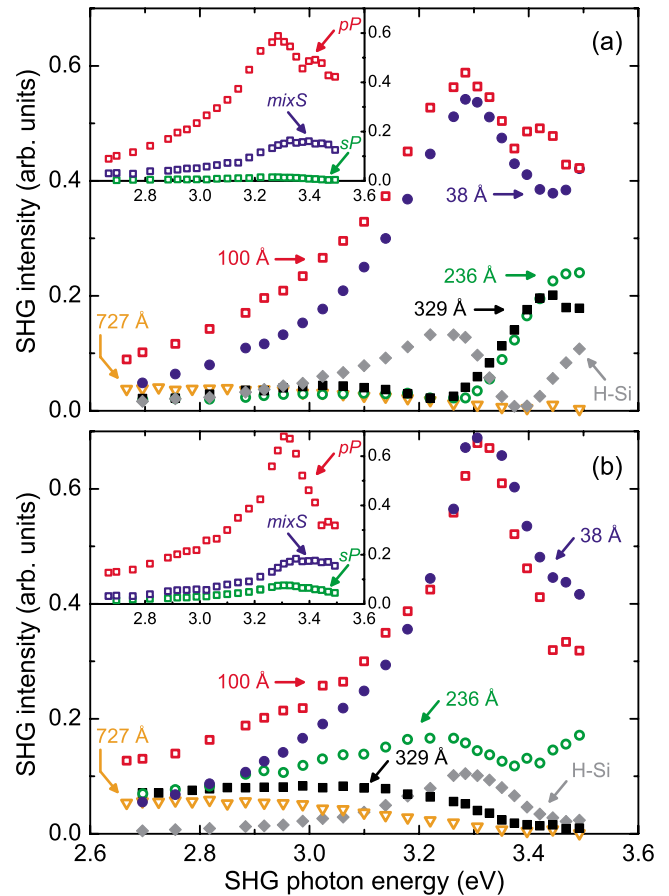 (a)
SHG intensity (arb. units)
0.6
0.4
0.2
0.0
pP
mixS
sP
0.6
0.4
0.2
0.0
2.8 3.0 3.2 3.4
38 Å
100 Å
236 Å
329 Å
727 Å
H-Si
(b)
SHG intensity (arb. units)
0.6
0.4
0.2
0.0
pP
mixS
sP
0.6
0.4
0.2
0.0
2.8 3.0 3.2 3.4
38 Å
100 Å
236 Å
727 Å
329 Å
H-Si
2.6 2.8 3.0 3.2 3.4 3.6
SHG photon energy (eV)